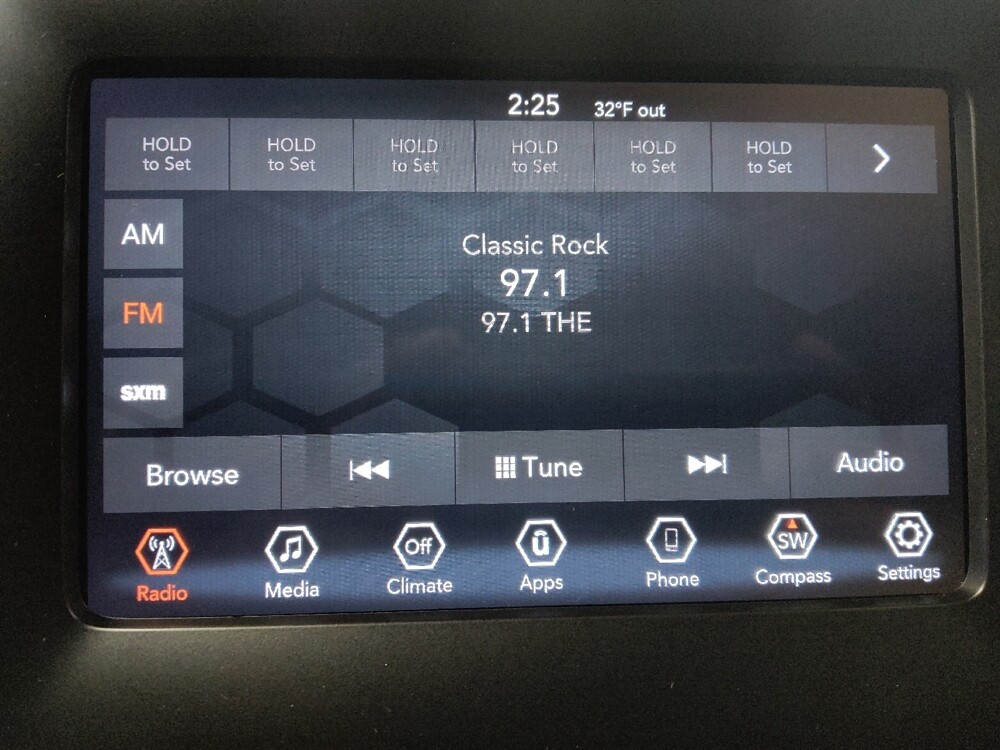 2:25 32°F out
HOLD HOLD HOLD HOLD HOLD HOLD
to Set to Set to Set to Set to Set to Set
AM
Classic Rock
97.1
FM
97.1 THE
sxm
Browse Tune Audio
Off û SW
Radio Media Climate Apps Phone Compass Settings